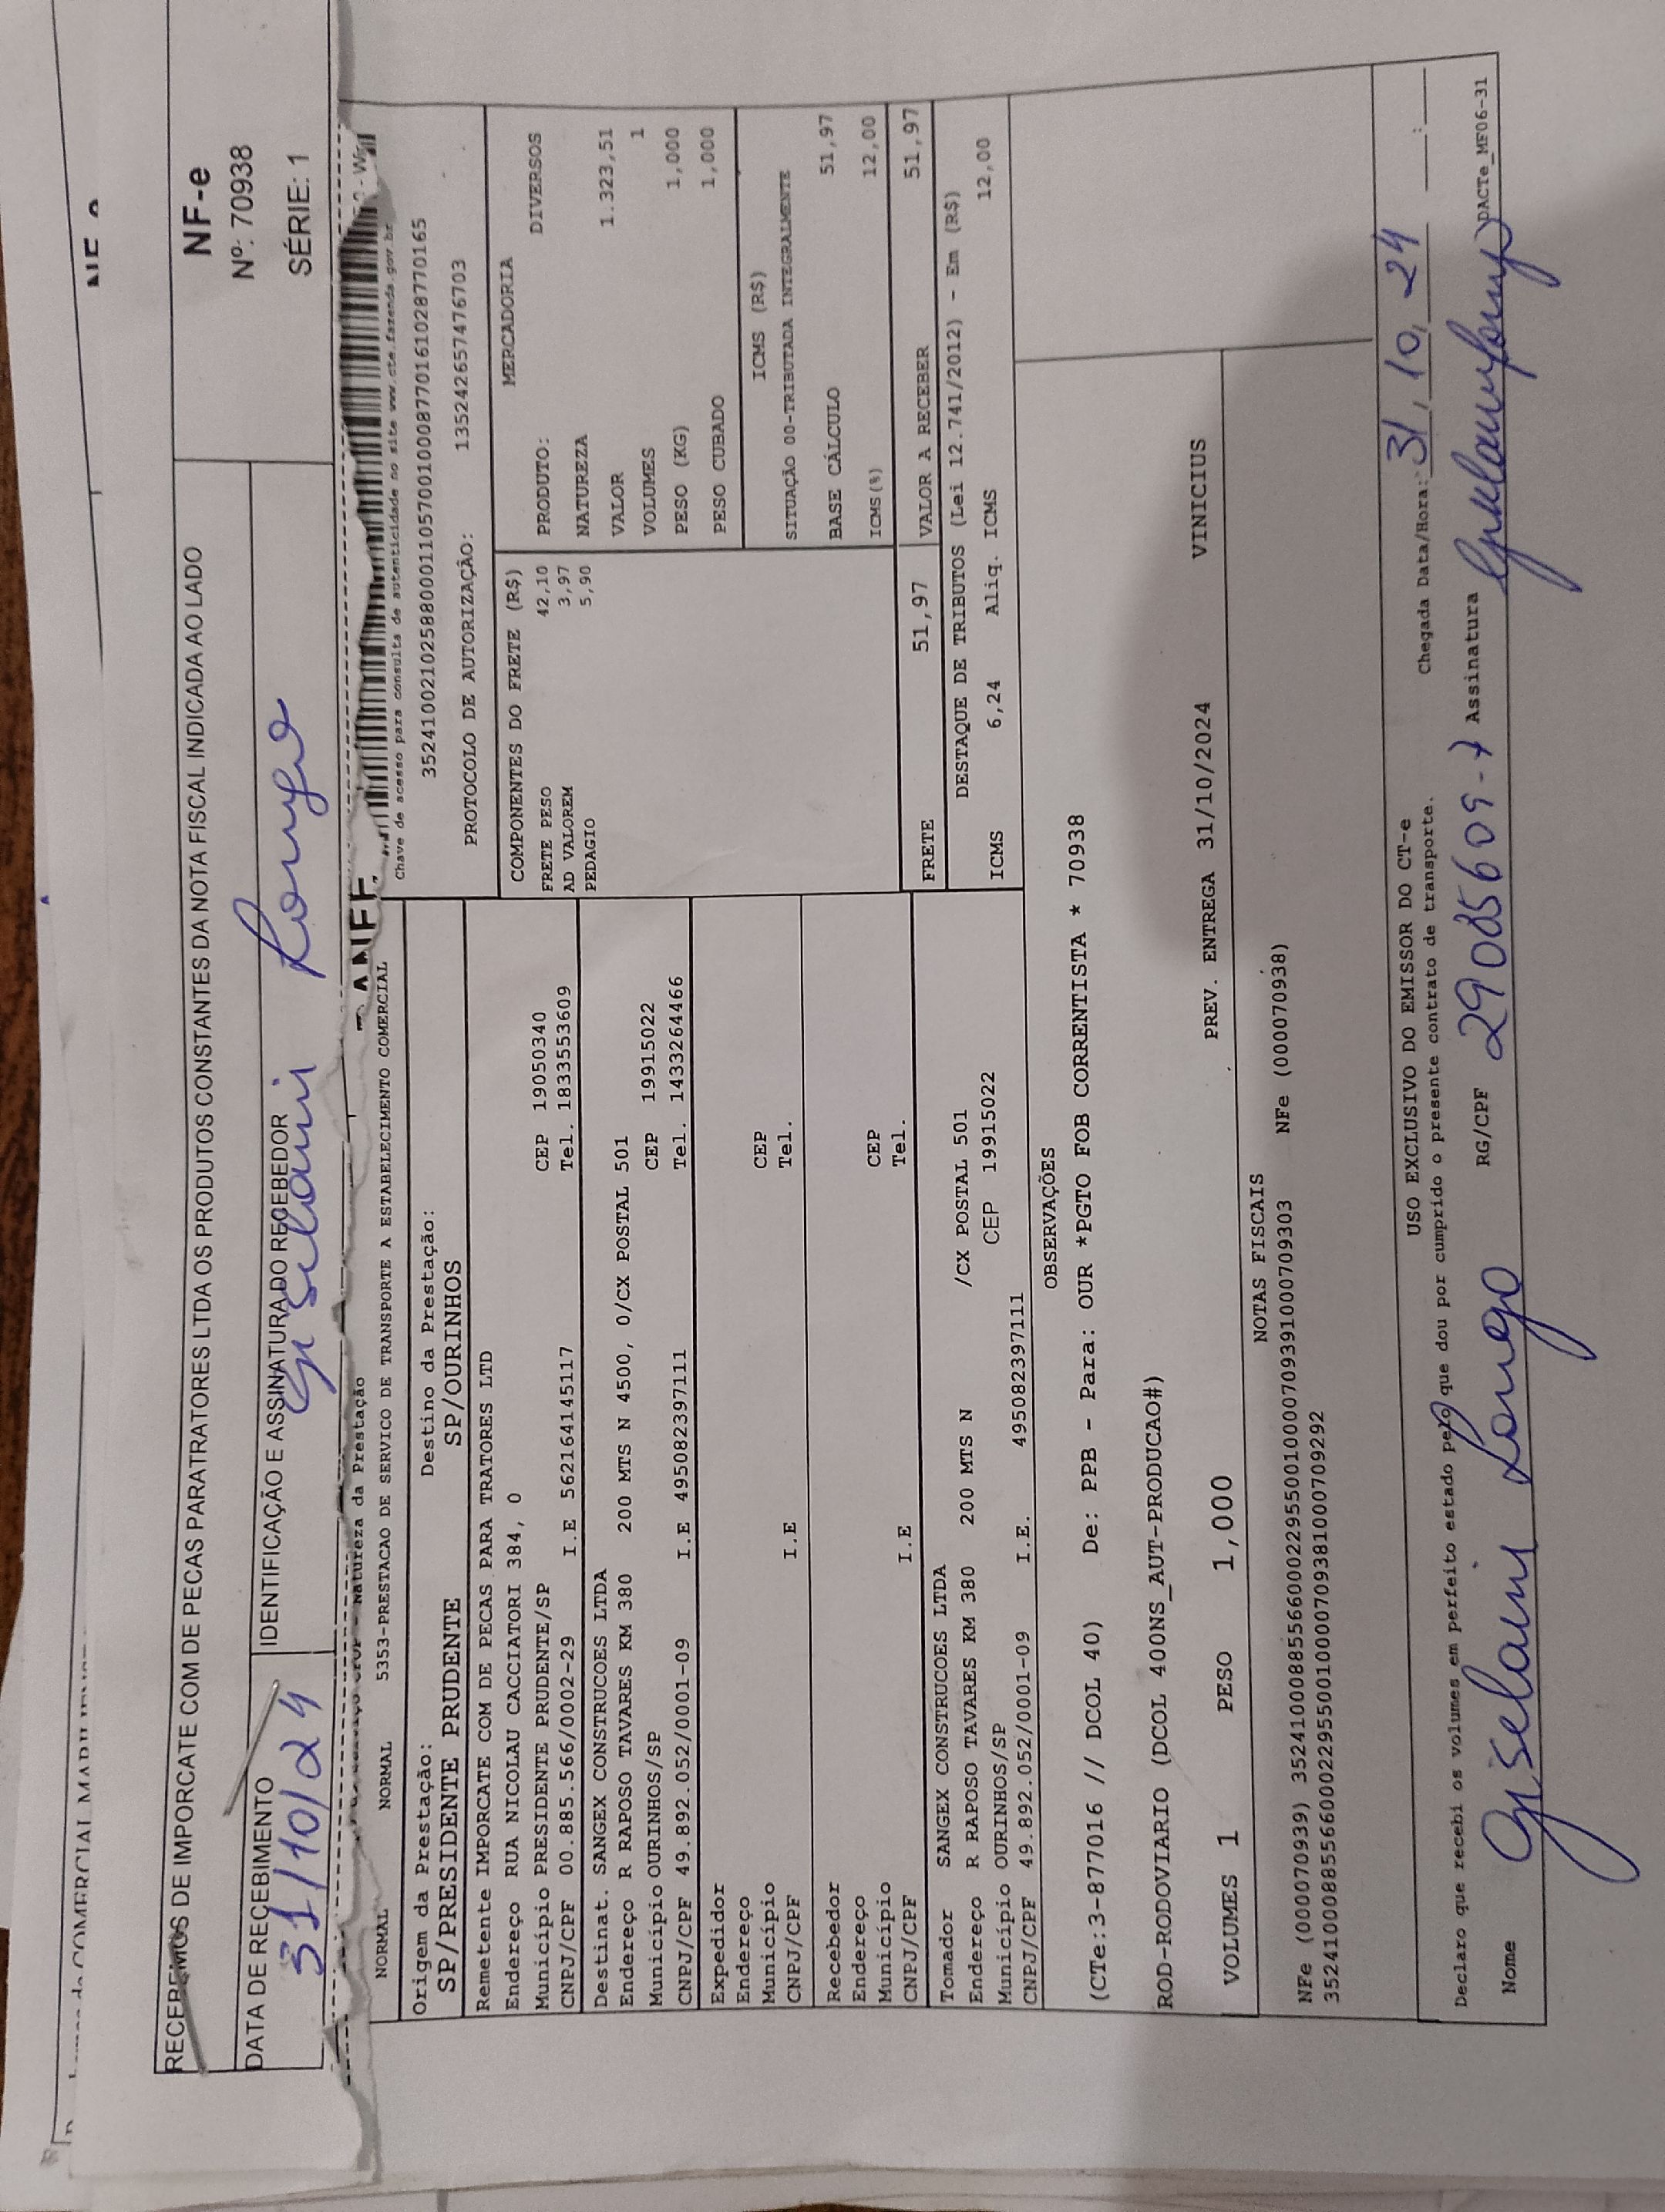 RECEBEMOS DE IMPORCATE COM DE PECAS PARATRATORES LTDA OS PRODUTOS CONSTANTES DA NOTA FISCAL INDICADA AO LADO
NF-e
Nº: 70938
SÉRIE: 1
DATA DE RECEBIMENTO
31/10/24
IDENTIFICAÇÃO E ASSINATURA DO RECEBEDOR
Gislaini Longo
Natureza da Prestação
NORMAL NORMAL 5353-PRESTACAO DE SERVICO DE TRANSPORTE A ESTABELECIMENTO COMERCIAL
Chave de acesso para consulta de autenticidade no site www.cte.fazenda.gov.br
35241002102588000110570010008770161028770165
PROTOCOLO DE AUTORIZAÇÃO: 135242657476703
Origem da Prestação: Destino da Prestação:
SP/PRESIDENTE PRUDENTE SP/OURINHOS
Remetente IMPORCATE COM DE PECAS PARA TRATORES LTD
Endereço RUA NICOLAU CACCIATORI 384, 0
Município PRESIDENTE PRUDENTE/SP CEP 19050340
CNPJ/CPF 00.885.566/0002-29 I.E 562164145117 Tel. 1833553609
Destinat. SANGEX CONSTRUCOES LTDA
Endereço R RAPOSO TAVARES KM 380 200 MTS N 4500, 0/CX POSTAL 501
Município OURINHOS/SP CEP 19915022
CNPJ/CPF 49.892.052/0001-09 I.E 495082397111 Tel. 1433264466
Expedidor
Endereço
Município CEP
CNPJ/CPF I.E Tel.
Recebedor
Endereço
Município CEP
CNPJ/CPF I.E Tel.
Tomador SANGEX CONSTRUCOES LTDA
Endereço R RAPOSO TAVARES KM 380 200 MTS N /CX POSTAL 501
Município OURINHOS/SP CEP 19915022
CNPJ/CPF 49.892.052/0001-09 I.E. 495082397111
COMPONENTES DO FRETE (R$)
FRETE PESO 42,10
AD VALOREM 3,97
PEDAGIO 5,90
MERCADORIA
PRODUTO: DIVERSOS
NATUREZA
VALOR 1.323,51
VOLUMES 1
PESO (KG) 1,000
PESO CUBADO 1,000
ICMS (R$)
SITUAÇÃO 00-TRIBUTADA INTEGRALMENTE
BASE CÁLCULO 51,97
ICMS(%) 12,00
FRETE 51,97 VALOR A RECEBER 51,97
DESTAQUE DE TRIBUTOS (Lei 12.741/2012) - Em (R$)
ICMS 6,24 Aliq. ICMS 12,00
OBSERVAÇÕES
(CTe:3-877016 // DCOL 40) De: PPB - Para: OUR *PGTO FOB CORRENTISTA * 70938
ROD-RODOVIARIO (DCOL 400NS_AUT-PRODUCAO#)
VOLUMES 1 PESO 1,000 PREV. ENTREGA 31/10/2024 VINICIUS
NOTAS FISCAIS
NFe (000070939) 35241000885566000229550010000709391000709303 NFe (000070938)
35241000885566000229550010000709381000709292
USO EXCLUSIVO DO EMISSOR DO CT-e
Declaro que recebi os volumes em perfeito estado pelo que dou por cumprido o presente contrato de transporte.
Chegada Data/Hora: 31/10/24 __:__
Nome Gislaini Longo RG/CPF 29085609-7 Assinatura
DACTe_MF06-31